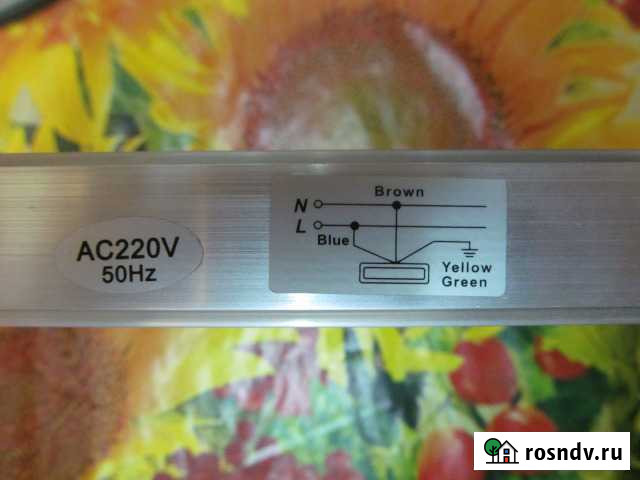 AC220V
50Hz
Brown
N
L
Blue
Yellow
Green
rosndv.ru